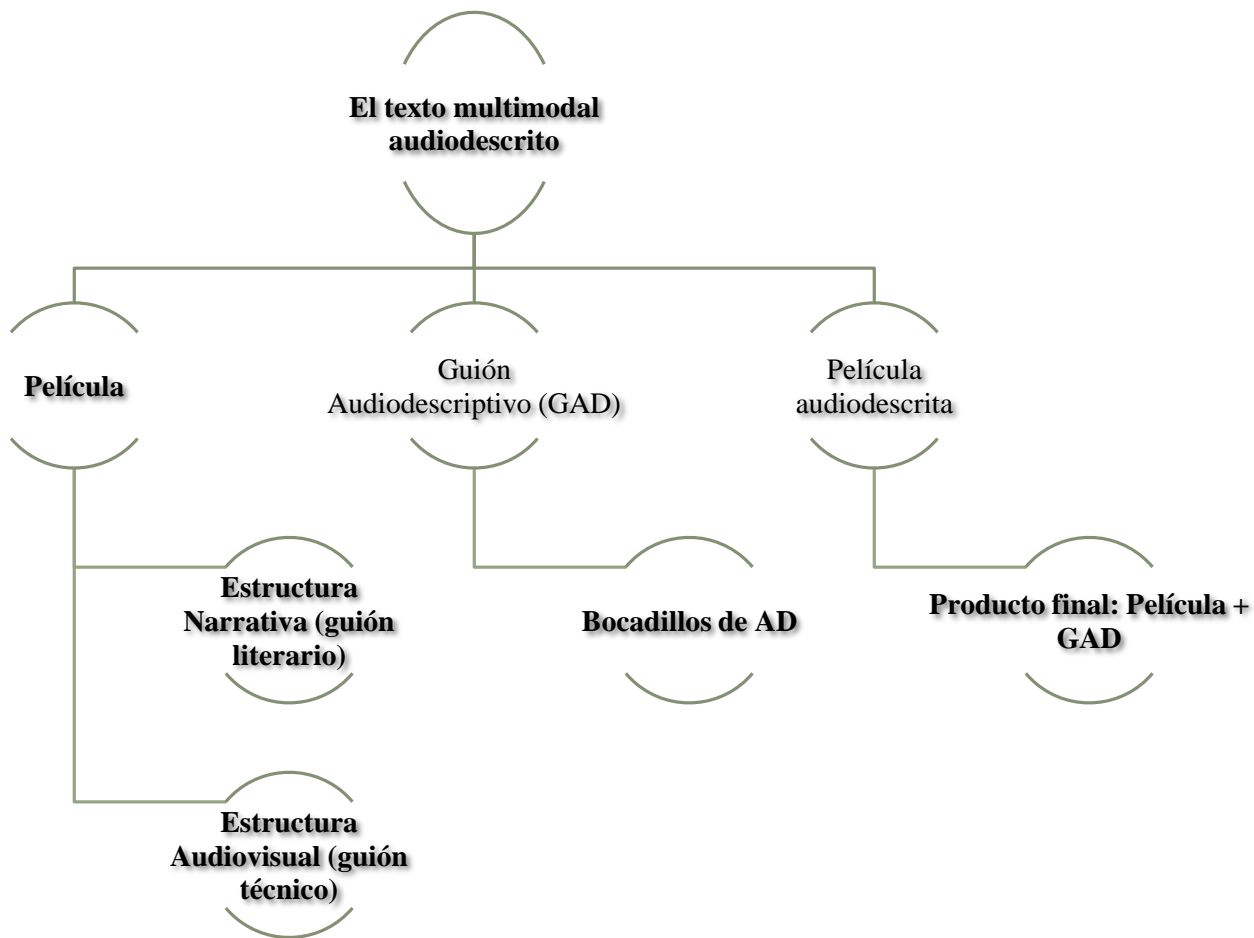 El texto multimodal
audiodescrito
Película
Guión
Audiodescriptivo (GAD)
Película
audiodescrita
Estructura
Narrativa (guión
literario)
Bocadillos de AD
Producto final: Película +
GAD
Estructura
Audiovisual (guión
técnico)